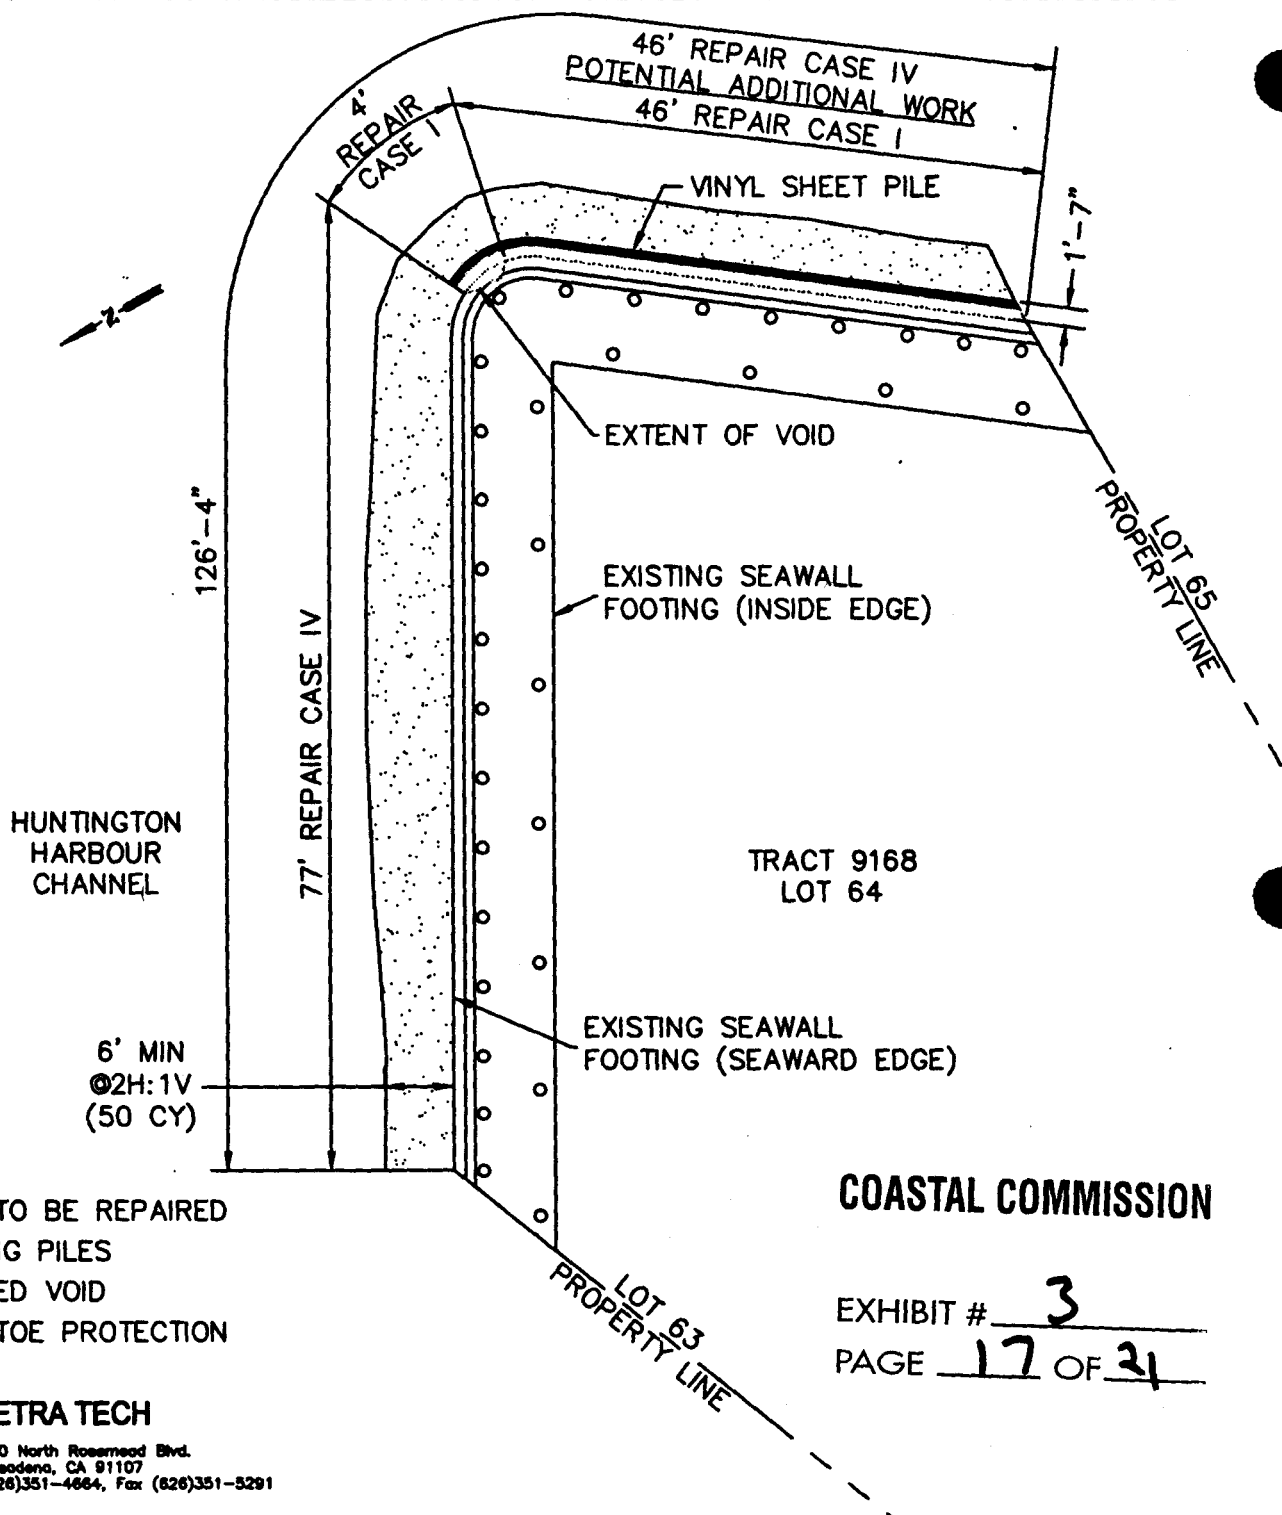 46' REPAIR CASE IV
POTENTIAL ADDITIONAL WORK
46' REPAIR CASE I
4'
REPAIR
CASE I
VINYL SHEET PILE
1'-7"
N
EXTENT OF VOID
126'-4"
LOT 65
PROPERTY LINE
EXISTING SEAWALL
FOOTING (INSIDE EDGE)
77' REPAIR CASE IV
HUNTINGTON
HARBOUR
CHANNEL
TRACT 9168
LOT 64
EXISTING SEAWALL
FOOTING (SEAWARD EDGE)
6' MIN
@2H:1V
(50 CY)
TO BE REPAIRED
G PILES
ED VOID
TOE PROTECTION
LOT 63
PROPERTY LINE
COASTAL COMMISSION
EXHIBIT # 3
PAGE 17 OF 21
ETRA TECH
0 North Rosemead Blvd.
sadena, CA 91107
26)351-4664, Fax (626)351-5291